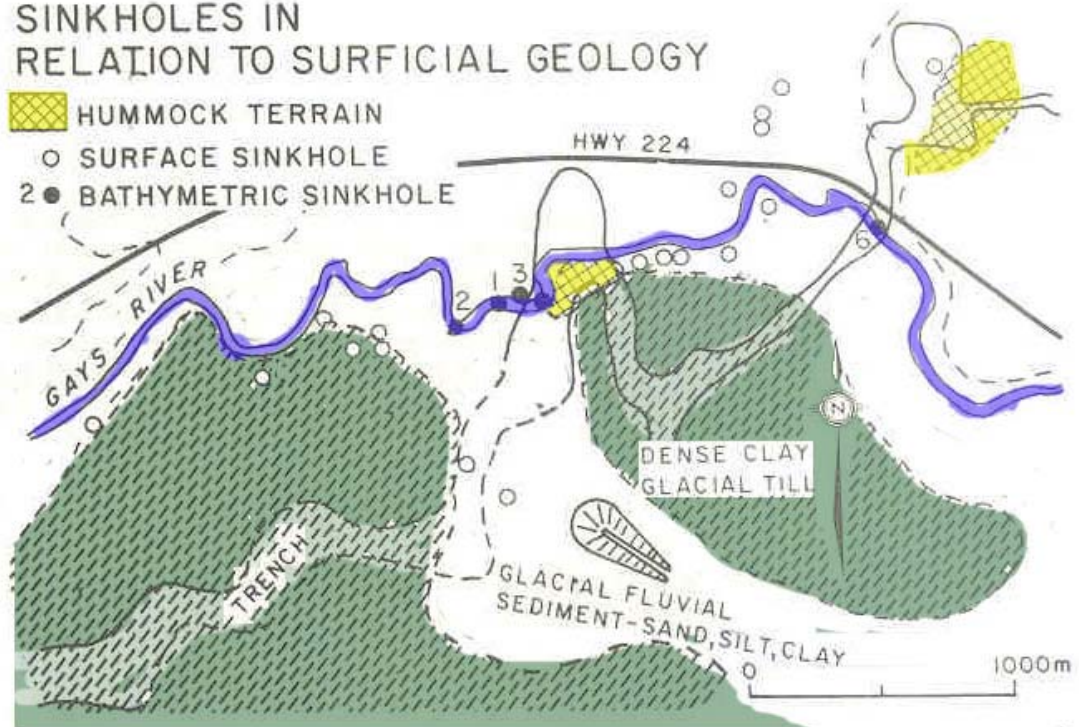 SINKHOLES IN
RELATION TO SURFICIAL GEOLOGY
HUMMOCK TERRAIN
SURFACE SINKHOLE
2 BATHYMETRIC SINKHOLE
HWY 224
GAYS RIVER
2
1
3
6
N
DENSE CLAY
GLACIAL TILL
TRENCH
GLACIAL FLUVIAL
SEDIMENT-SAND, SILT, CLAY
0
1000m